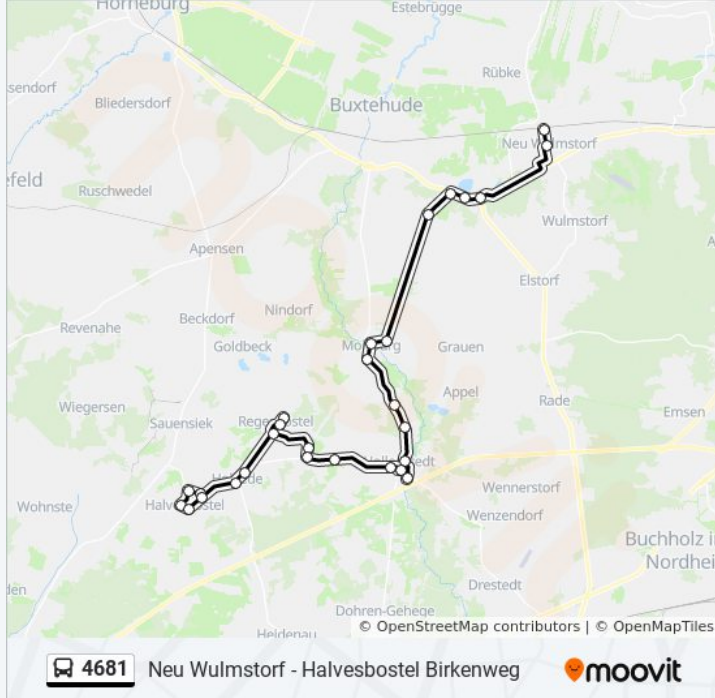 Horneburg
Estebrügge
Rübke
Bliedersdorf
Buxtehude
Neu Wulmstorf
Ruschwedel
Wulmstorf
Apensen
Elstorf
Nindorf
Beckdorf
Revenahe
Goldbeck
Grauen
Appel
Wiegersen
Rade
Emsen
Sauensiek
Wohnste
Wennerstorf
Wenzendorf
Buchholz in
Nordhei
Drestedt
Dohren-Gehege
Heidenau
© OpenStreetMap contributors | © OpenMapTiles
4681 Neu Wulmstorf - Halvesbostel Birkenweg moovit